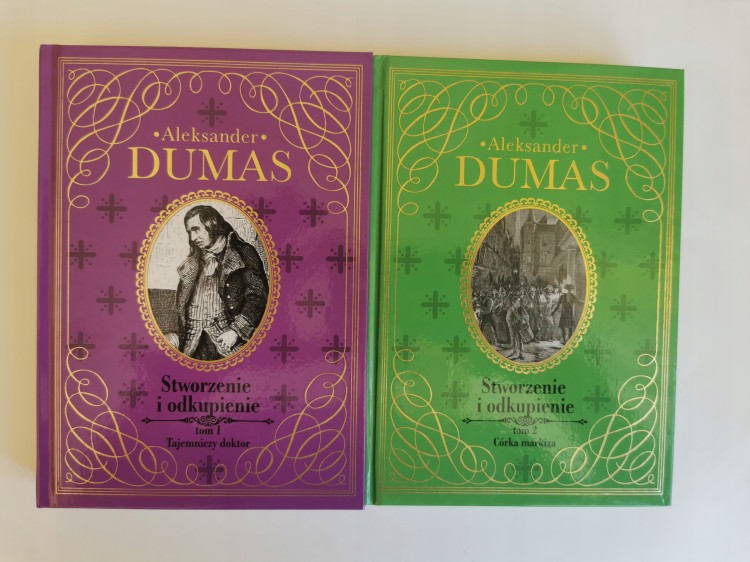 •Aleksander•
DUMAS
Stworzenie
i odkupienie
tom 1
Tajemniczy doktor
•Aleksander•
DUMAS
Stworzenie
i odkupienie
tom 2
Córka markiza